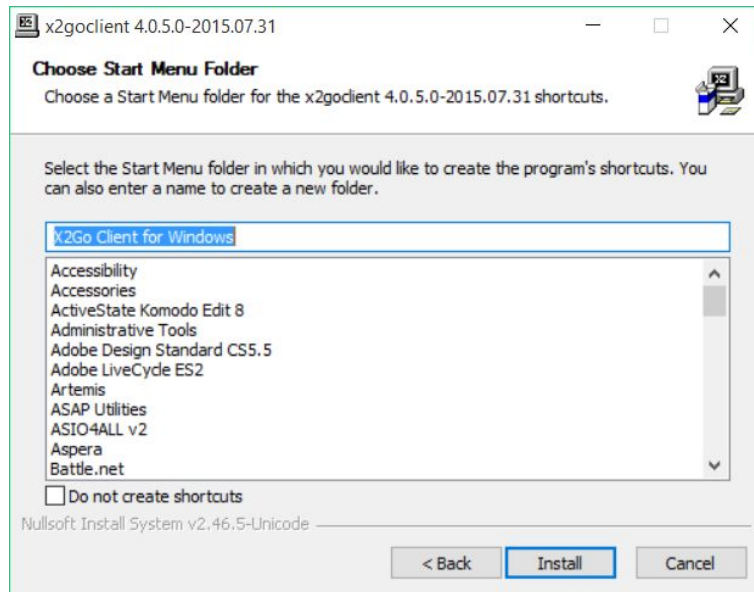 x2goclient 4.0.5.0-2015.07.31
Choose Start Menu Folder
Choose a Start Menu folder for the x2goclient 4.0.5.0-2015.07.31 shortcuts.
Select the Start Menu folder in which you would like to create the program's shortcuts. You
can also enter a name to create a new folder.
X2Go Client for Windows
Accessibility
Accessories
ActiveState Komodo Edit 8
Administrative Tools
Adobe Design Standard CS5.5
Adobe LiveCycle ES2
Artemis
ASAP Utilities
ASIO4ALL v2
Aspera
Battle.net
Do not create shortcuts
Nullsoft Install System v2.46.5-Unicode
< Back Install Cancel